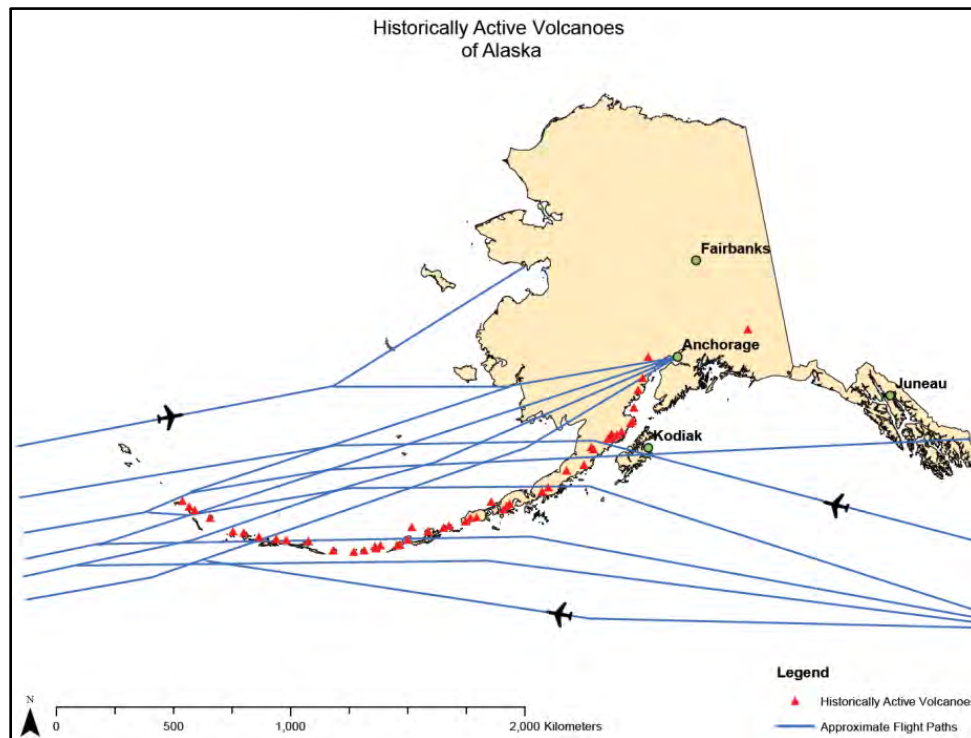 Historically Active Volcanoes
of Alaska
Fairbanks
Anchorage
Juneau
Kodiak
Legend
Historically Active Volcanoes
Approximate Flight Paths
N
0 500 1,000 2,000 Kilometers